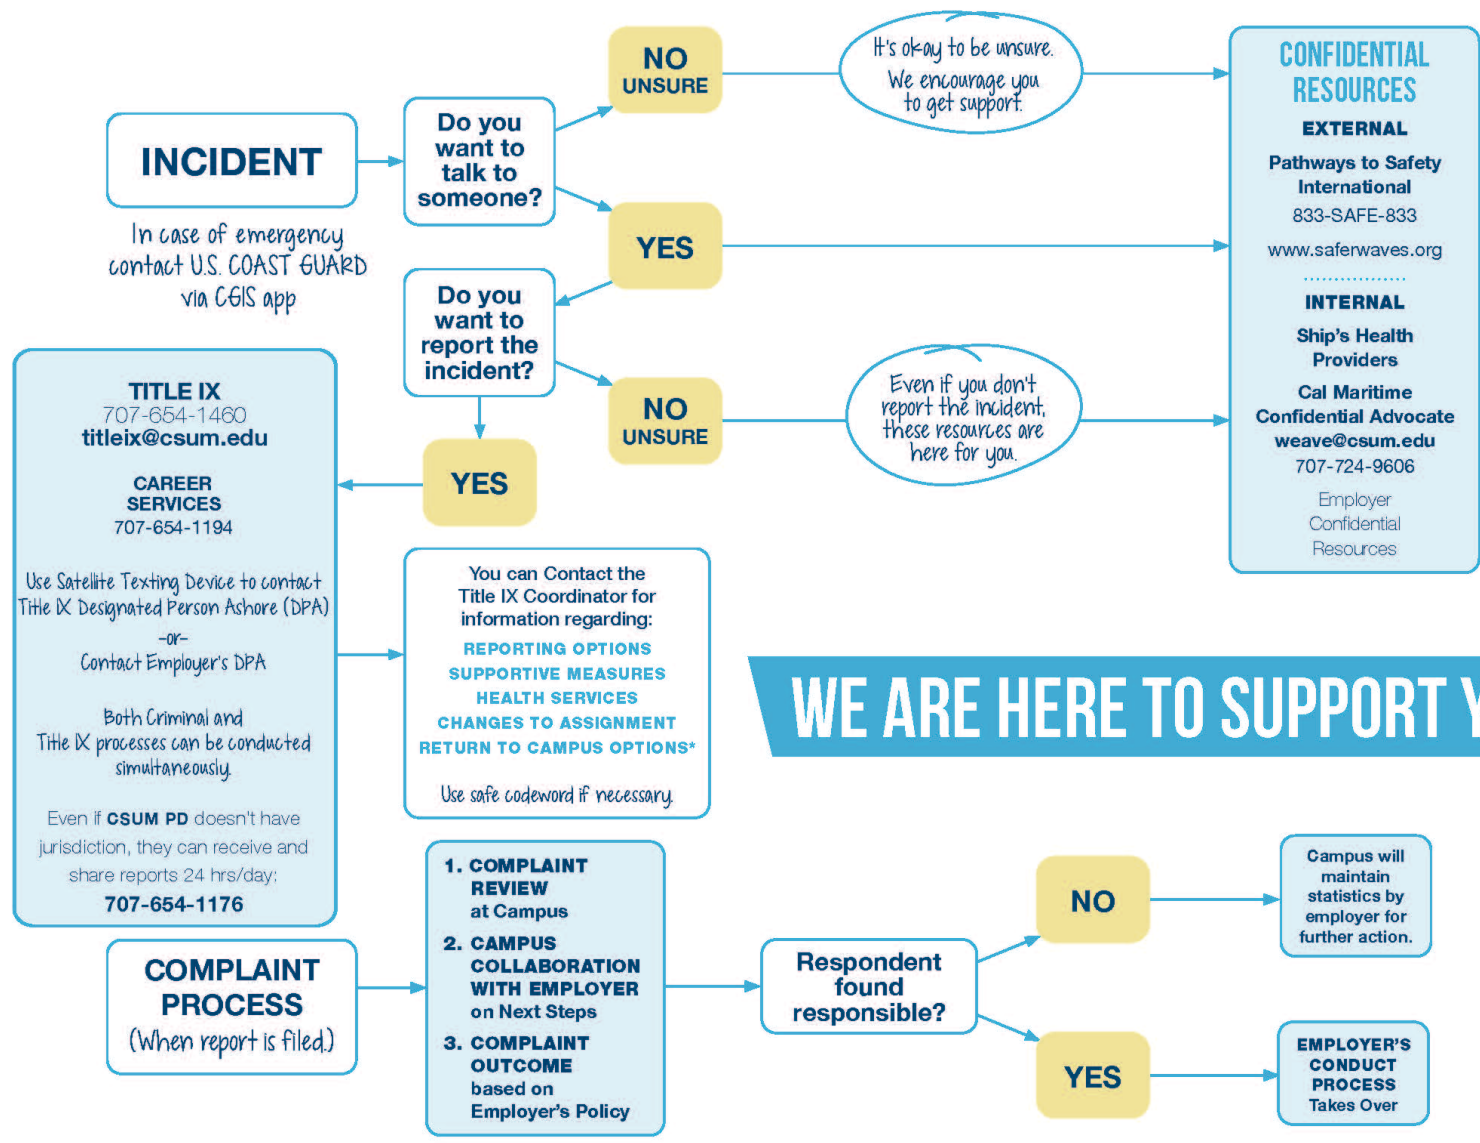 INCIDENT
In case of emergency
contact U.S. COAST GUARD
via CGIS app
Do you
want to
talk to
someone?
NO
UNSURE
It's okay to be unsure.
We encourage you
to get support.
YES
Do you
want to
report the
incident?
NO
UNSURE
Even if you don't
report the incident,
these resources are
here for you.
YES
CONFIDENTIAL
RESOURCES
EXTERNAL
Pathways to Safety
International
833-SAFE-833
www.saferwaves.org
INTERNAL
Ship's Health
Providers
Cal Maritime
Confidential Advocate
weave@csum.edu
707-724-9606
Employer
Confidential
Resources
TITLE IX
707-654-1460
titleix@csum.edu
CAREER
SERVICES
707-654-1194
Use Satellite Texting Device to contact
Title IX Designated Person Ashore (DPA)
-or-
Contact Employer's DPA
Both Criminal and
Title IX processes can be conducted
simultaneously.
Even if CSUM PD doesn't have
jurisdiction, they can receive and
share reports 24 hrs/day:
707-654-1176
You can Contact the
Title IX Coordinator for
information regarding:
REPORTING OPTIONS
SUPPORTIVE MEASURES
HEALTH SERVICES
CHANGES TO ASSIGNMENT
RETURN TO CAMPUS OPTIONS*
Use safe codeword if necessary.
WE ARE HERE TO SUPPORT Y
COMPLAINT
PROCESS
(When report is filed.)
1. COMPLAINT
REVIEW
at Campus
2. CAMPUS
COLLABORATION
WITH EMPLOYER
on Next Steps
3. COMPLAINT
OUTCOME
based on
Employer's Policy
Respondent
found
responsible?
NO
Campus will
maintain
statistics by
employer for
further action.
YES
EMPLOYER'S
CONDUCT
PROCESS
Takes Over